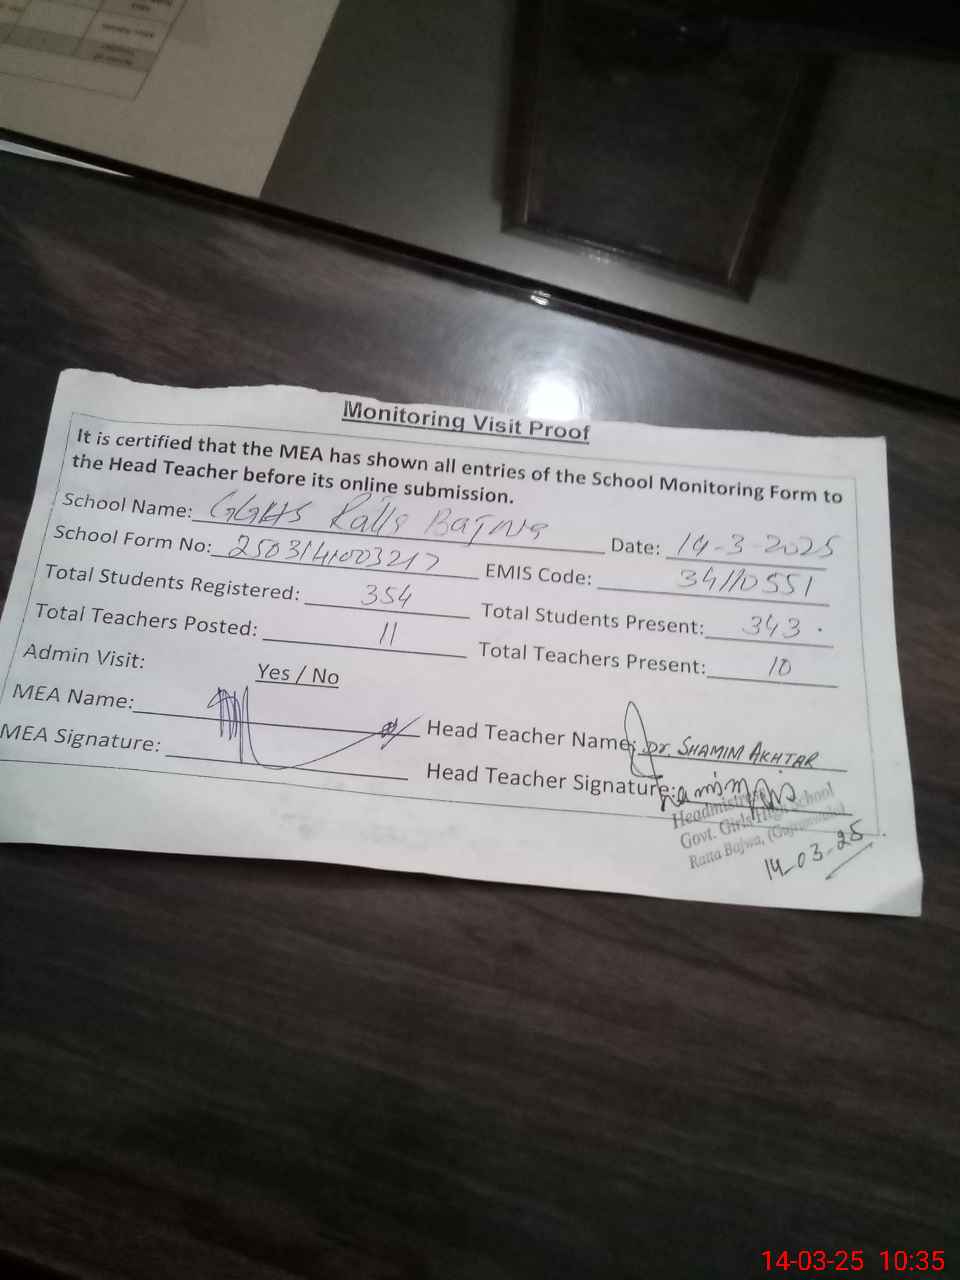 Monitoring Visit Proof
It is certified that the MEA has shown all entries of the School Monitoring Form to
the Head Teacher before its online submission.
School Name: GGHS Ratta Bajwa Date: 14-3-2025
School Form No: 2503141003217 EMIS Code: 34110551
Total Students Registered: 354 Total Students Present: 343
Total Teachers Posted: 11 Total Teachers Present: 10
Admin Visit: Yes / No
MEA Name: Head Teacher Name: Dr. SHAMIM AKHTAR
MEA Signature: Head Teacher Signature:
Headmistress
Govt. Girls High School
Ratta Bajwa,
14-03-25
14-03-25 10:35